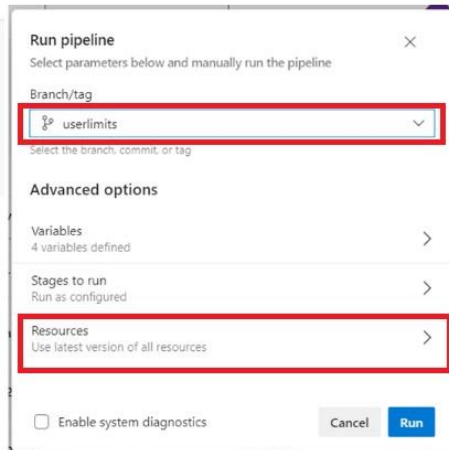 Run pipeline
Select parameters below and manually run the pipeline
Branch/tag
userlimits
Select the branch, commit, or tag
Advanced options
Variables
4 variables defined
Stages to run
Run as configured
Resources
Use latest version of all resources
Enable system diagnostics
Cancel
Run